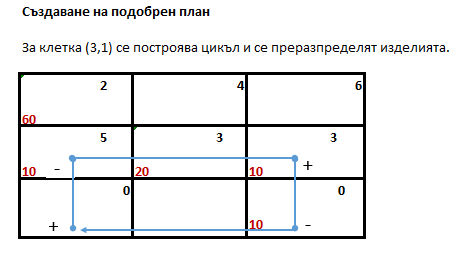 Създаване на подобрен план
За клетка (3,1) се построява цикъл и се преразпределят изделията.
2 4 6
60
5 3 3
10 - 20 10 +
0 0
+ 10 -